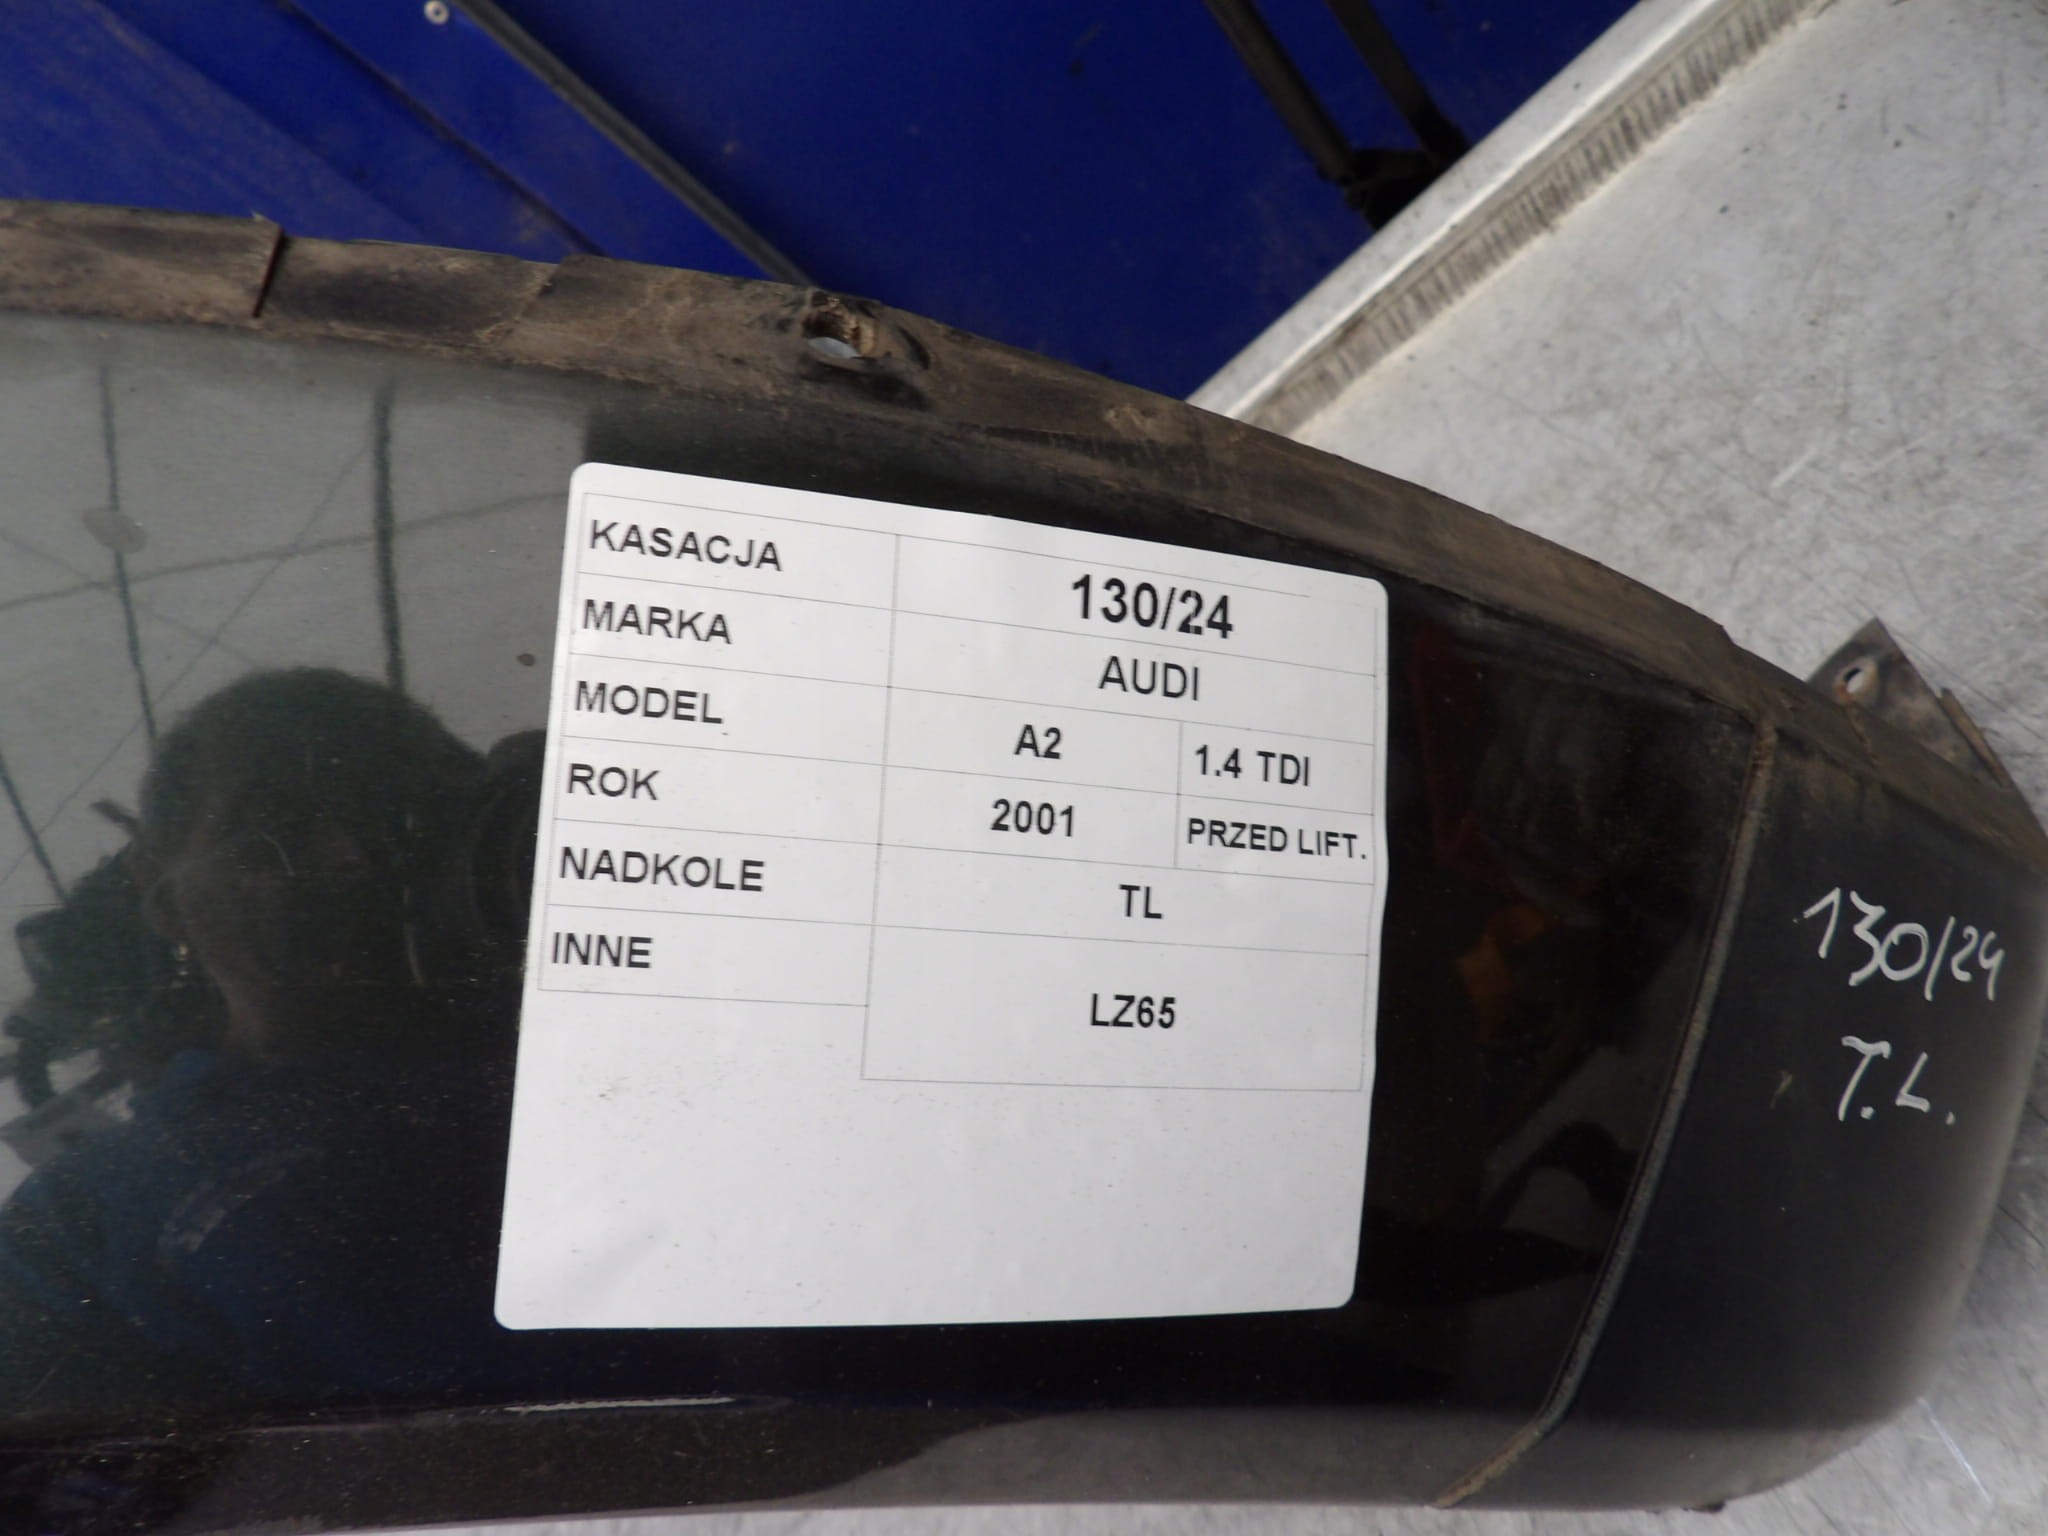 KASACJA 130/24
MARKA AUDI
MODEL A2 1.4 TDI
ROK 2001 PRZED LIFT.
NADKOLE TL
INNE LZ65
130/24
T.L.